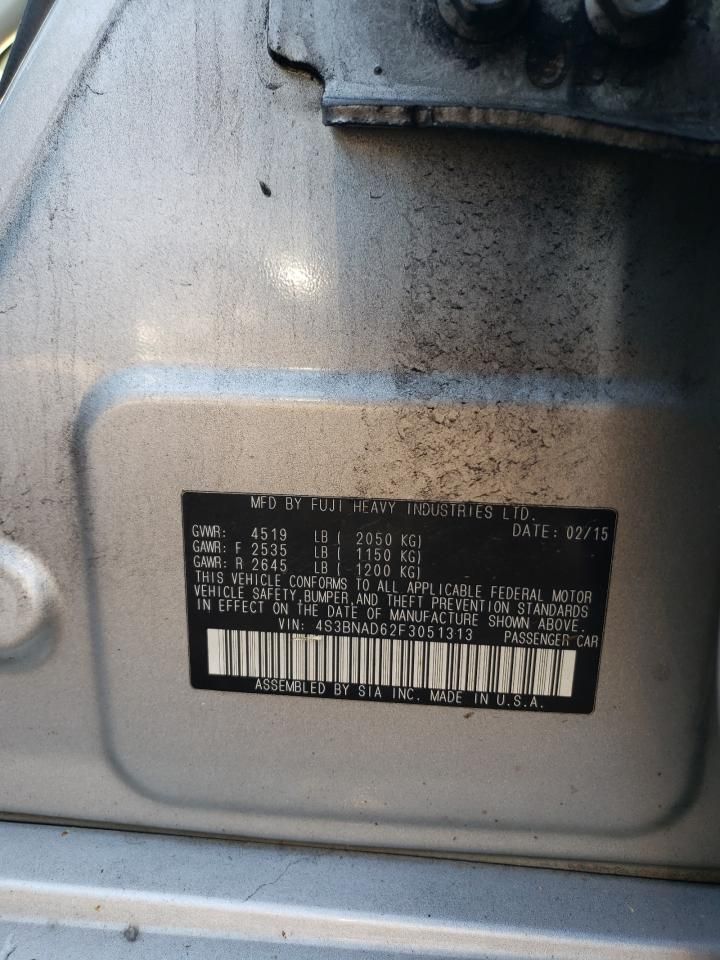 MFD BY FUJI HEAVY INDUSTRIES LTD.
DATE: 02/15
GVWR: 4519 LB ( 2050 KG)
GAWR: F 2535 LB ( 1150 KG)
GAWR: R 2645 LB ( 1200 KG)
THIS VEHICLE CONFORMS TO ALL APPLICABLE FEDERAL MOTOR
VEHICLE SAFETY,BUMPER,AND THEFT PREVENTION STANDARDS
IN EFFECT ON THE DATE OF MANUFACTURE SHOWN ABOVE.
VIN: 4S3BNAD62F3051313 PASSENGER CAR
ASSEMBLED BY SIA INC. MADE IN U.S.A.